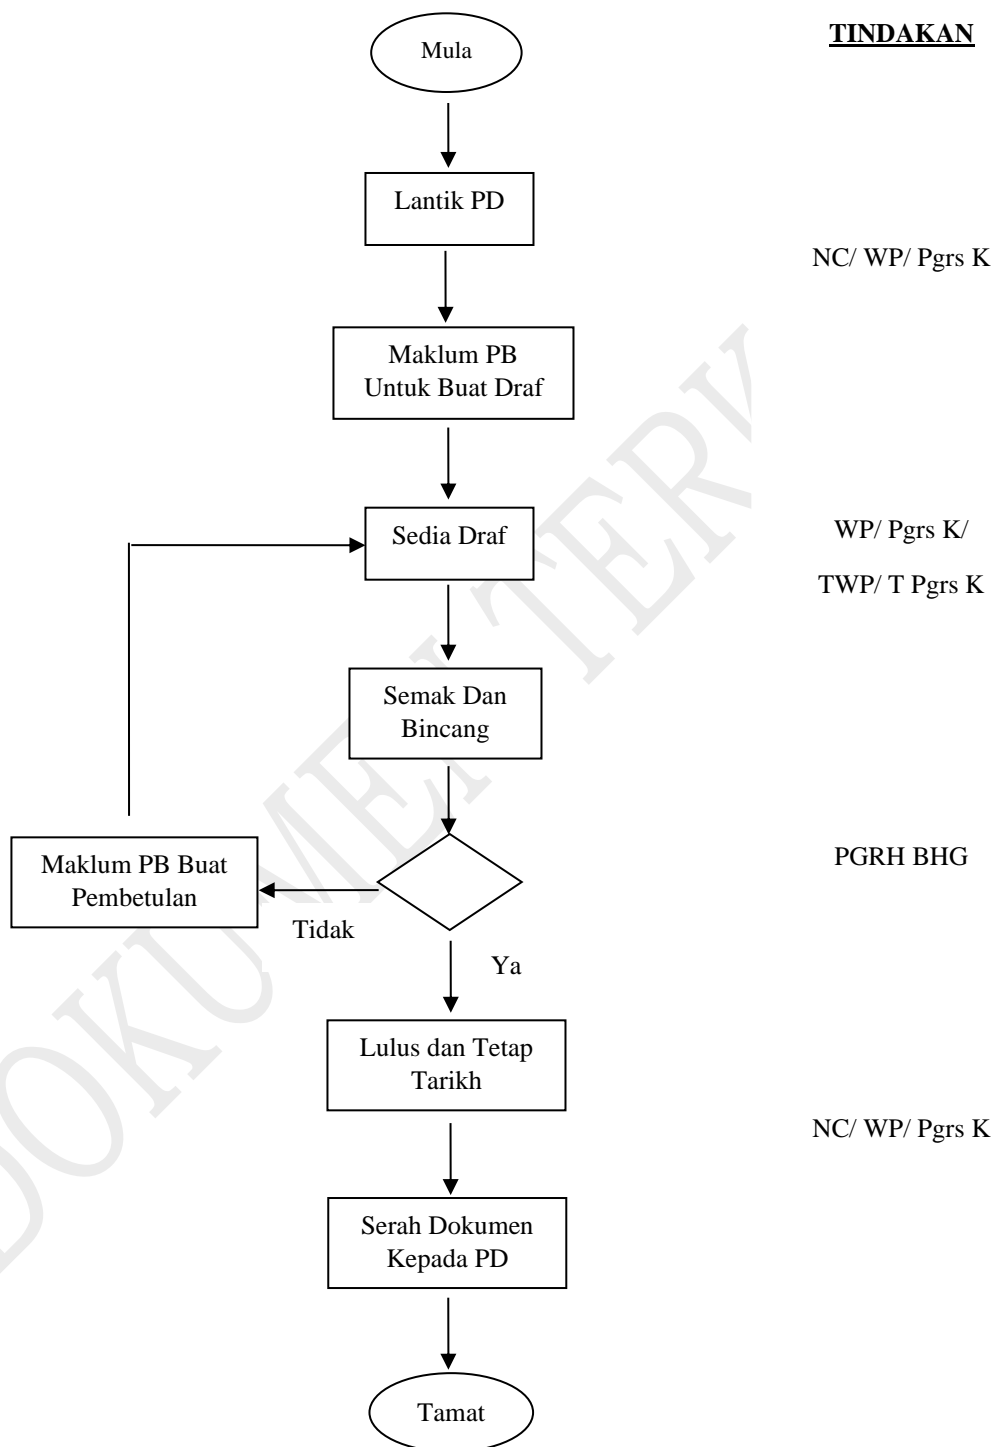 Mula
TINDAKAN
Lantik PD
NC/ WP/ Pgrs K
Maklum PB
Untuk Buat Draf
Sedia Draf
WP/ Pgrs K/
TWP/ T Pgrs K
Semak Dan
Bincang
Maklum PB Buat
Pembetulan
PGRH BHG
Tidak
Ya
Lulus dan Tetap
Tarikh
NC/ WP/ Pgrs K
Serah Dokumen
Kepada PD
Tamat
DOKUMEN TERK